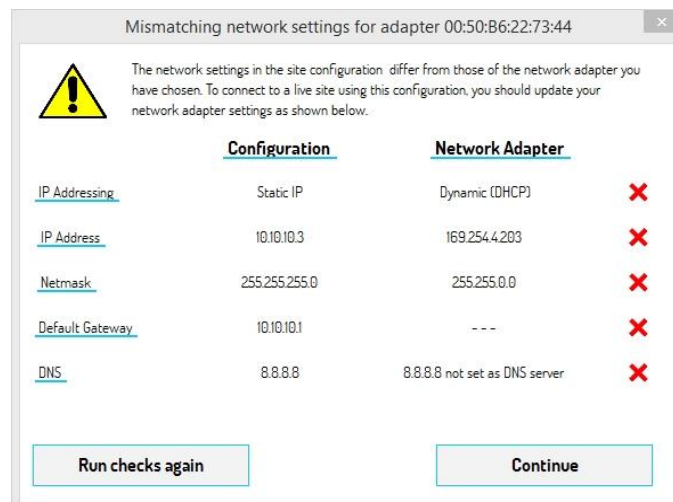 Mismatching network settings for adapter 00:50:B6:22:73:44
The network settings in the site configuration differ from those of the network adapter you
have chosen. To connect to a live site using this configuration, you should update your
network adapter settings as shown below.
Configuration Network Adapter
IP Addressing Static IP Dynamic (DHCP)
IP Address 10.10.10.3 169.254.4.203
Netmask 255.255.255.0 255.255.0.0
Default Gateway 10.10.10.1 - - -
DNS 8.8.8.8 8.8.8.8 not set as DNS server
Run checks again Continue